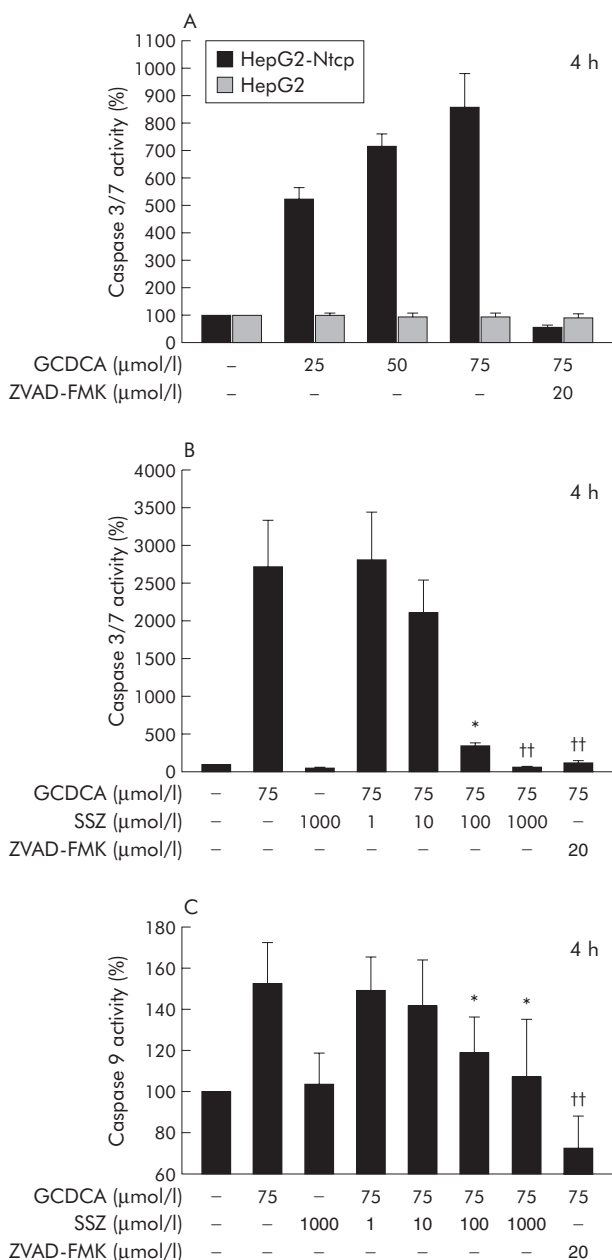 A
1100
1000
900
800
700
600
500
400
300
200
100
0
Caspase 3/7 activity (%)
HepG2-Ntcp
HepG2
4 h
GCDCA (μmol/l) – 25 50 75 75
ZVAD-FMK (μmol/l) – – – – 20
B
4000
3500
3000
2500
2000
1500
1000
500
0
Caspase 3/7 activity (%)
4 h
* †† ††
GCDCA (μmol/l) – 75 – 75 75 75 75 75
SSZ (μmol/l) – – 1000 1 10 100 1000 –
ZVAD-FMK (μmol/l) – – – – – – – 20
C
180
160
140
120
100
80
60
Caspase 9 activity (%)
4 h
* * ††
GCDCA (μmol/l) – 75 – 75 75 75 75 75
SSZ (μmol/l) – – 1000 1 10 100 1000 –
ZVAD-FMK (μmol/l) – – – – – – – 20